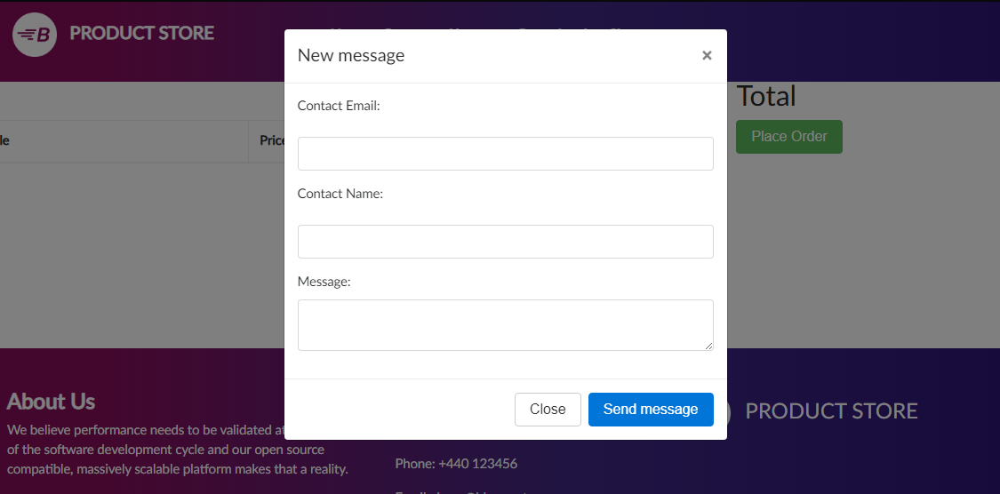 B PRODUCT STORE
New message
×
Contact Email:
Contact Name:
Message:
Close
Send message
le
Price
Total
Place Order
About Us
We believe performance needs to be validated at
of the software development cycle and our open source
compatible, massively scalable platform makes that a reality.
Phone: +440 123456
PRODUCT STORE